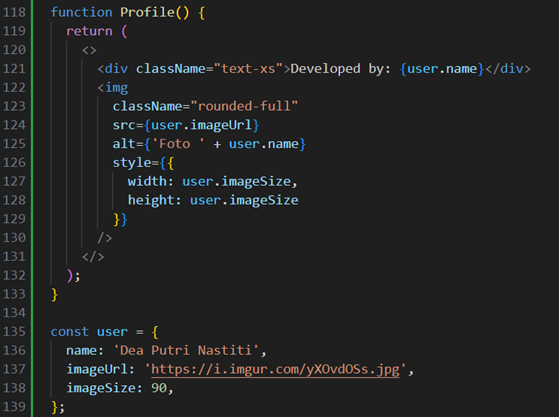 118 function Profile() {
119 return (
120 <>
121 <div className="text-xs">Developed by: {user.name}</div>
122 <img
123 className="rounded-full"
124 src={user.imageUrl}
125 alt={'Foto ' + user.name}
126 style={{
127 width: user.imageSize,
128 height: user.imageSize
129 }}
130 />
131 </>
132 );
133 }
134
135 const user = {
136 name: 'Dea Putri Nastiti',
137 imageUrl: 'https://i.imgur.com/yXOvdOSs.jpg',
138 imageSize: 90,
139 };